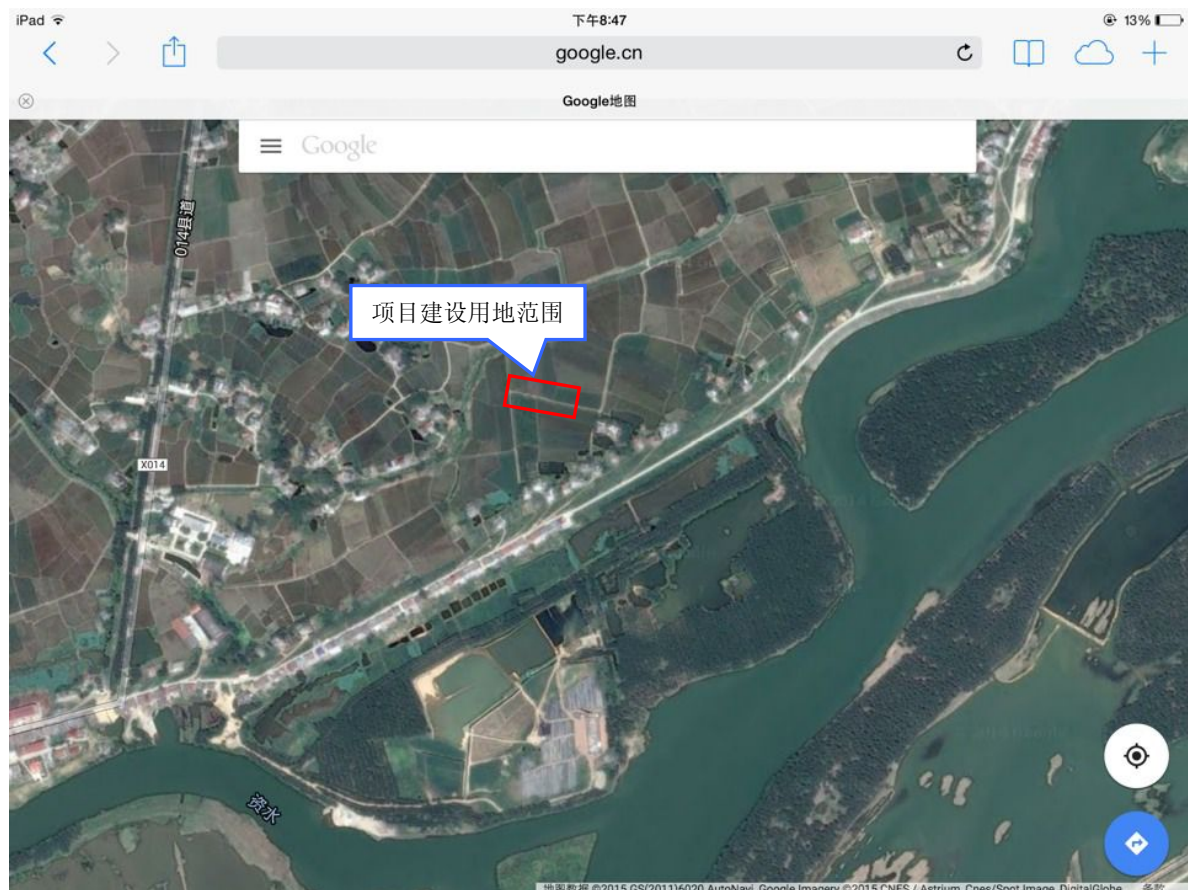 iPad 下午8:47 13%
google.cn
Google地图
Google
014县道
项目建设用地范围
X014
资水
地图数据 ©2015 GS(2011)6020 AutoNavi, Google Imagery ©2015 CNES / Astrium, Cnes/Spot Image, DigitalGlobe 条款